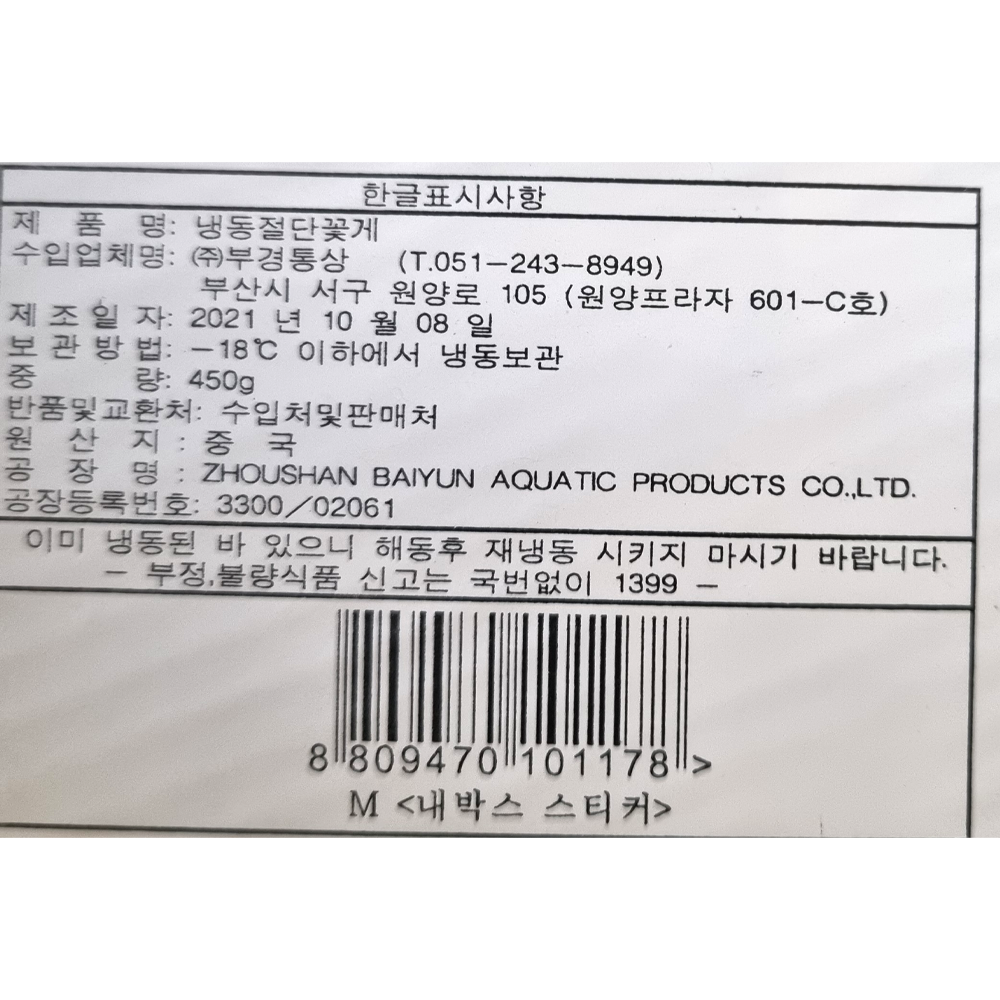 한글표시사항
제 품 명: 냉동절단꽃게
수입업체명: ㈜부경통상 (T.051-243-8949)
부산시 서구 원양로 105 (원양프라자 601-C호)
제 조 일 자: 2021 년 10 월 08 일
보 관 방 법: -18℃ 이하에서 냉동보관
중 량: 450g
반품및교환처: 수입처및판매처
원 산 지 : 중 국
공 장 명 : ZHOUSHAN BAIYUN AQUATIC PRODUCTS CO.,LTD.
공장등록번호: 3300/02061
이미 냉동된 바 있으니 해동후 재냉동 시키지 마시기 바랍니다.
- 부정,불량식품 신고는 국번없이 1399 -
8 809470 101178 >
M <내박스 스티커>